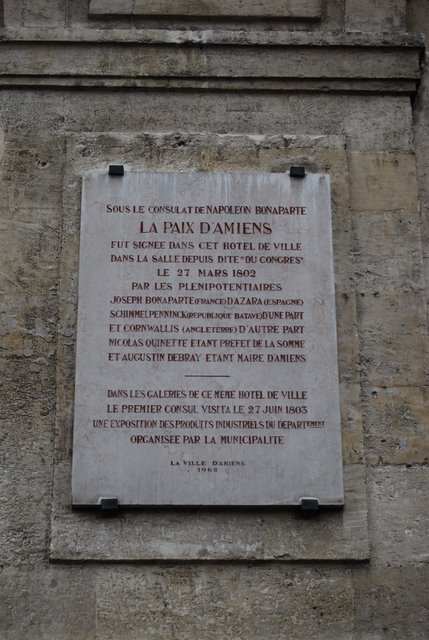 SOUS LE CONSULAT DE NAPOLEON BONAPARTE
LA PAIX D'AMIENS
FUT SIGNEE DANS CET HOTEL DE VILLE
DANS LA SALLE DEPUIS DITE "DU CONGRES"
LE 27 MARS 1802
PAR LES PLENIPOTENTIAIRES
JOSEPH BONAPARTE (FRANCE) DAZARA (ESPAGNE)
SCHIMMELPENNINCK (REPUBLIQUE BATAVE) D'UNE PART
ET CORNWALLIS (ANGLETERRE) D'AUTRE PART
NICOLAS QUINETTE ETANT PREFET DE LA SOMME
ET AUGUSTIN DEBRAY ETANT MAIRE D'AMIENS
DANS LES GALERIES DE CE MEME HOTEL DE VILLE
LE PREMIER CONSUL VISITA LE 27 JUIN 1803
UNE EXPOSITION DES PRODUITS INDUSTRIELS DU DEPARTEMENT
ORGANISEE PAR LA MUNICIPALITE
LA VILLE D'AMIENS
1962